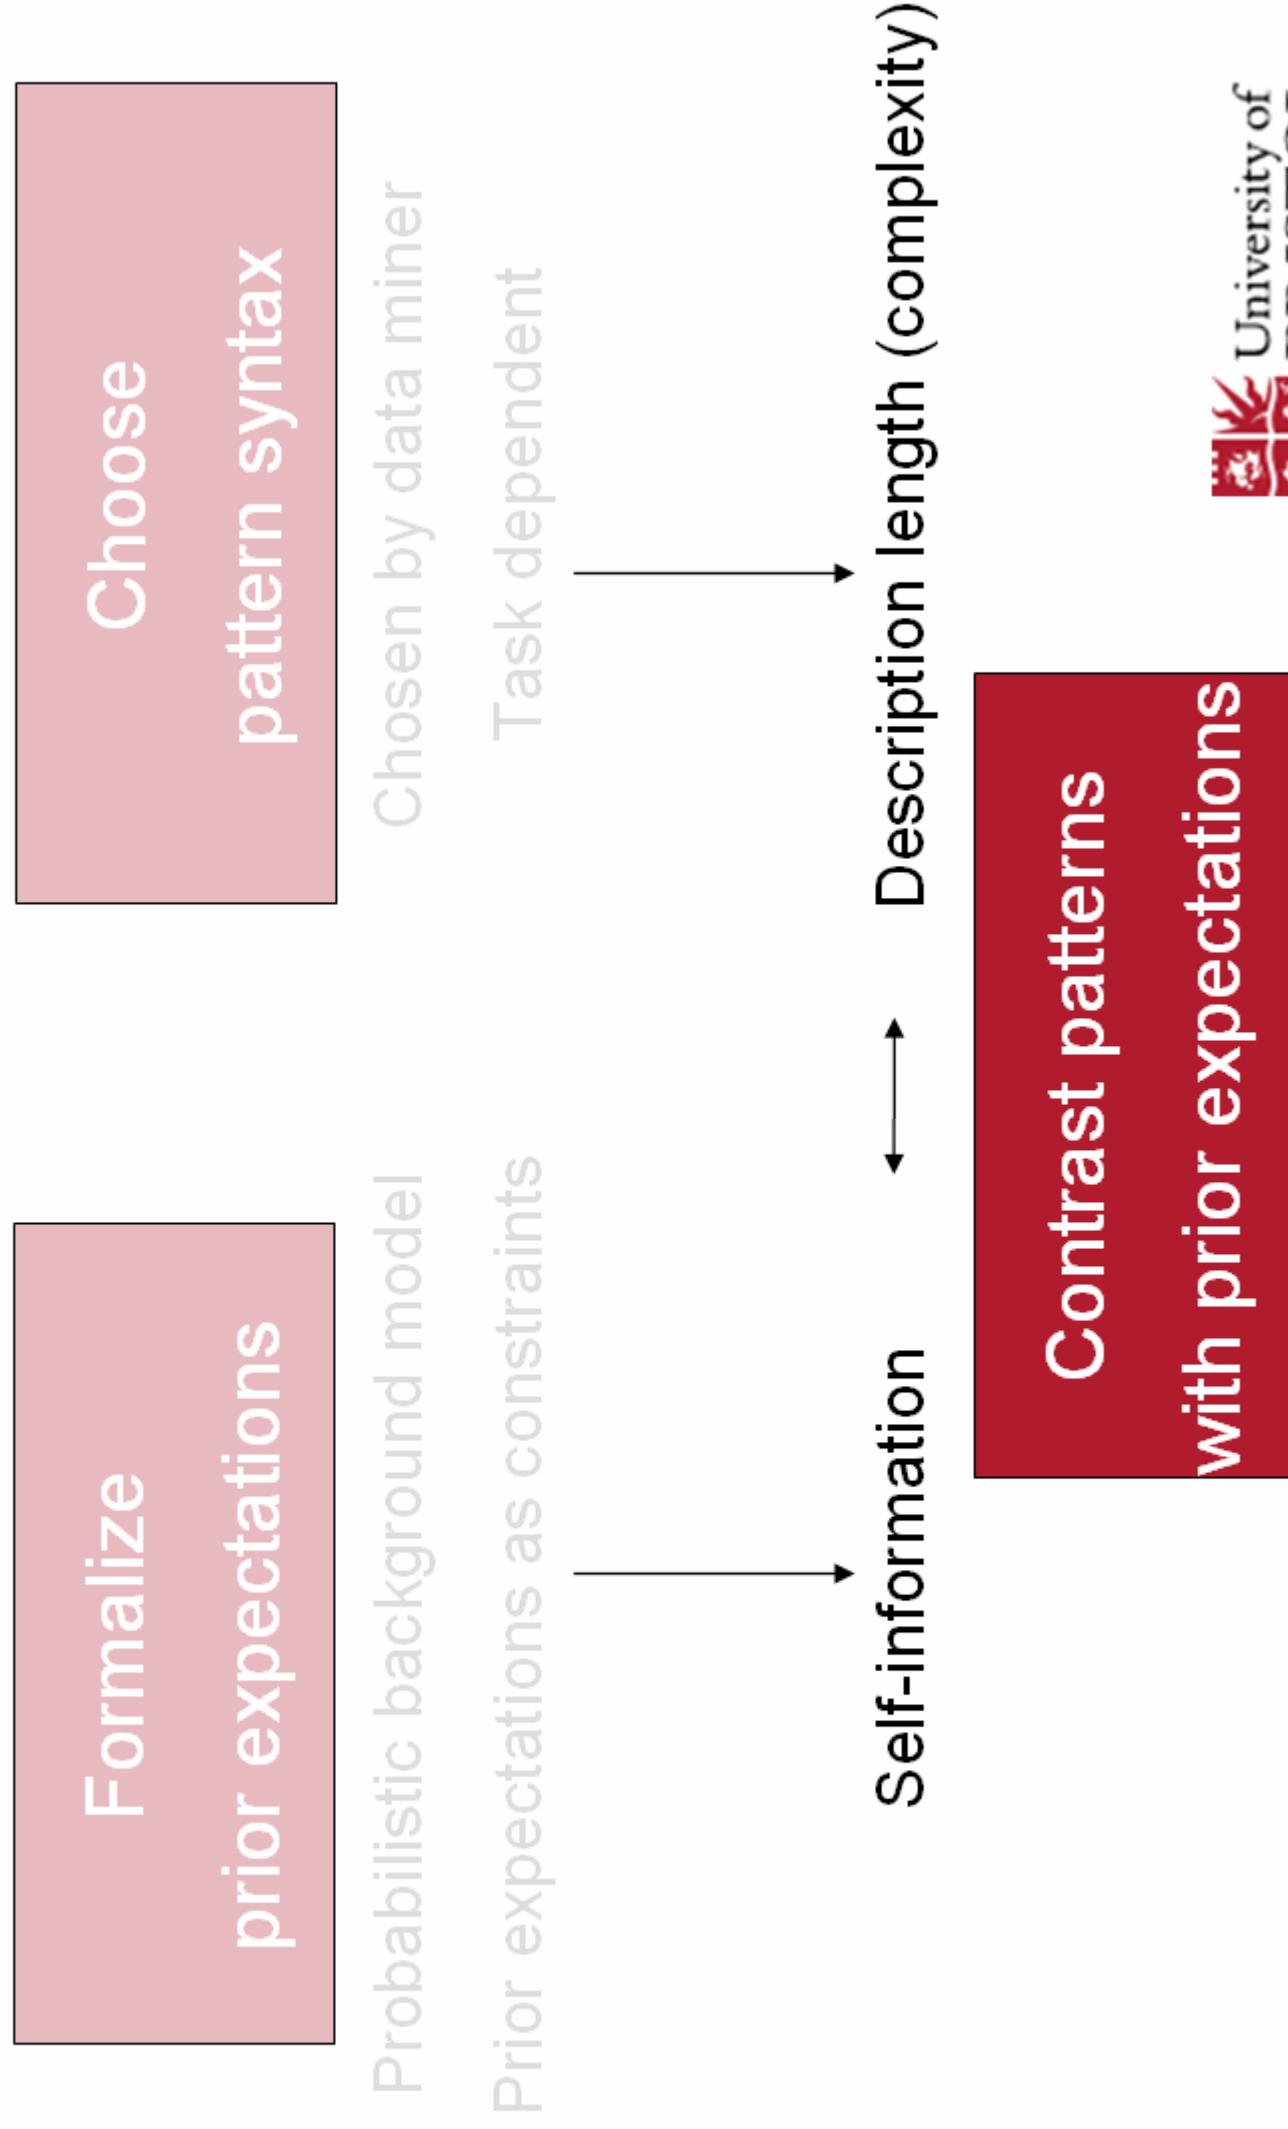 Formalize
prior expectations
Probabilistic background model
Prior expectations as constraints
Choose
pattern syntax
Chosen by data miner
Task dependent
Self-information
Description length (complexity)
Contrast patterns
with prior expectations
University of